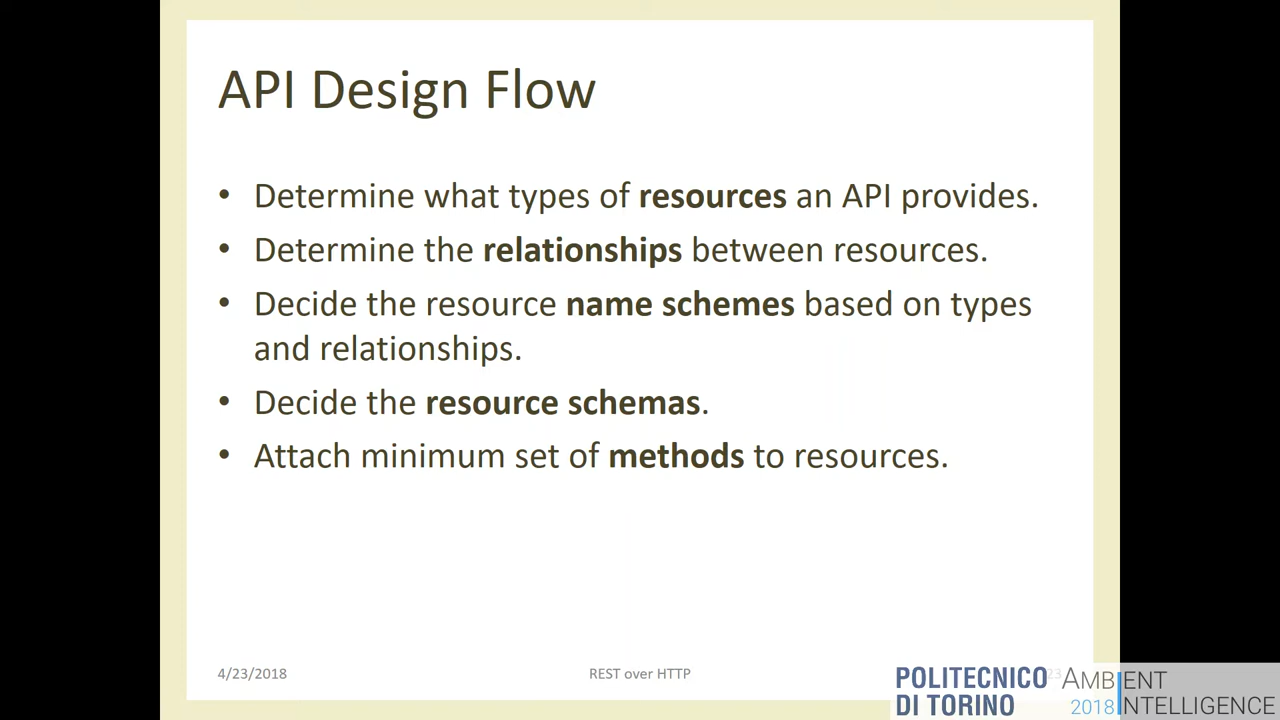 API Design Flow
• Determine what types of resources an API provides.
• Determine the relationships between resources.
• Decide the resource name schemes based on types
and relationships.
• Decide the resource schemas.
• Attach minimum set of methods to resources.
4/23/2018
REST over HTTP
23
POLITECNICO
DI TORINO
AMBIENT
2018 INTELLIGENCE